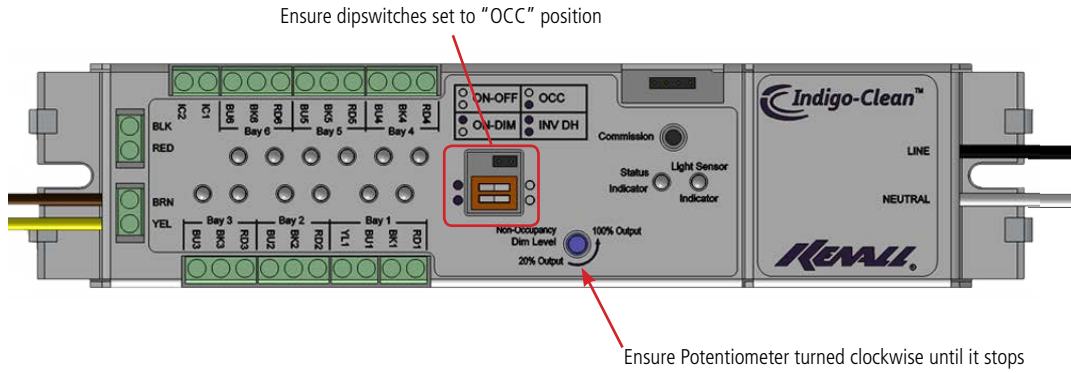 Ensure dipswitches set to “OCC” position
IC2
IC1
BU6
BK6
RD6
BU5
BK5
RD5
BU4
BK4
RD4
Bay 6
Bay 5
Bay 4
BLK
RED
BRN
YEL
Bay 3
Bay 2
Bay 1
BU3
BK3
RD3
BU2
BK2
RD2
YL1
BU1
BK1
RD1
ON-OFF
OCC
ON-DIM
INV DH
Commission
Status
Indicator
Light Sensor
Indicator
Non-Occupancy
Dim Level
100% Output
20% Output
Indigo-Clean™
LINE
NEUTRAL
KENALL®
Ensure Potentiometer turned clockwise until it stops